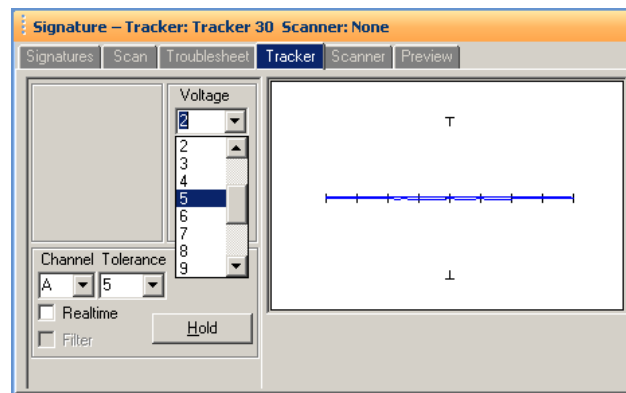 Signature – Tracker: Tracker 30 Scanner: None
Signatures Scan Troublesheet Tracker Scanner Preview
Voltage
2
2
3
4
5
6
7
8
9
Channel Tolerance
A 5
Realtime
Filter
Hold